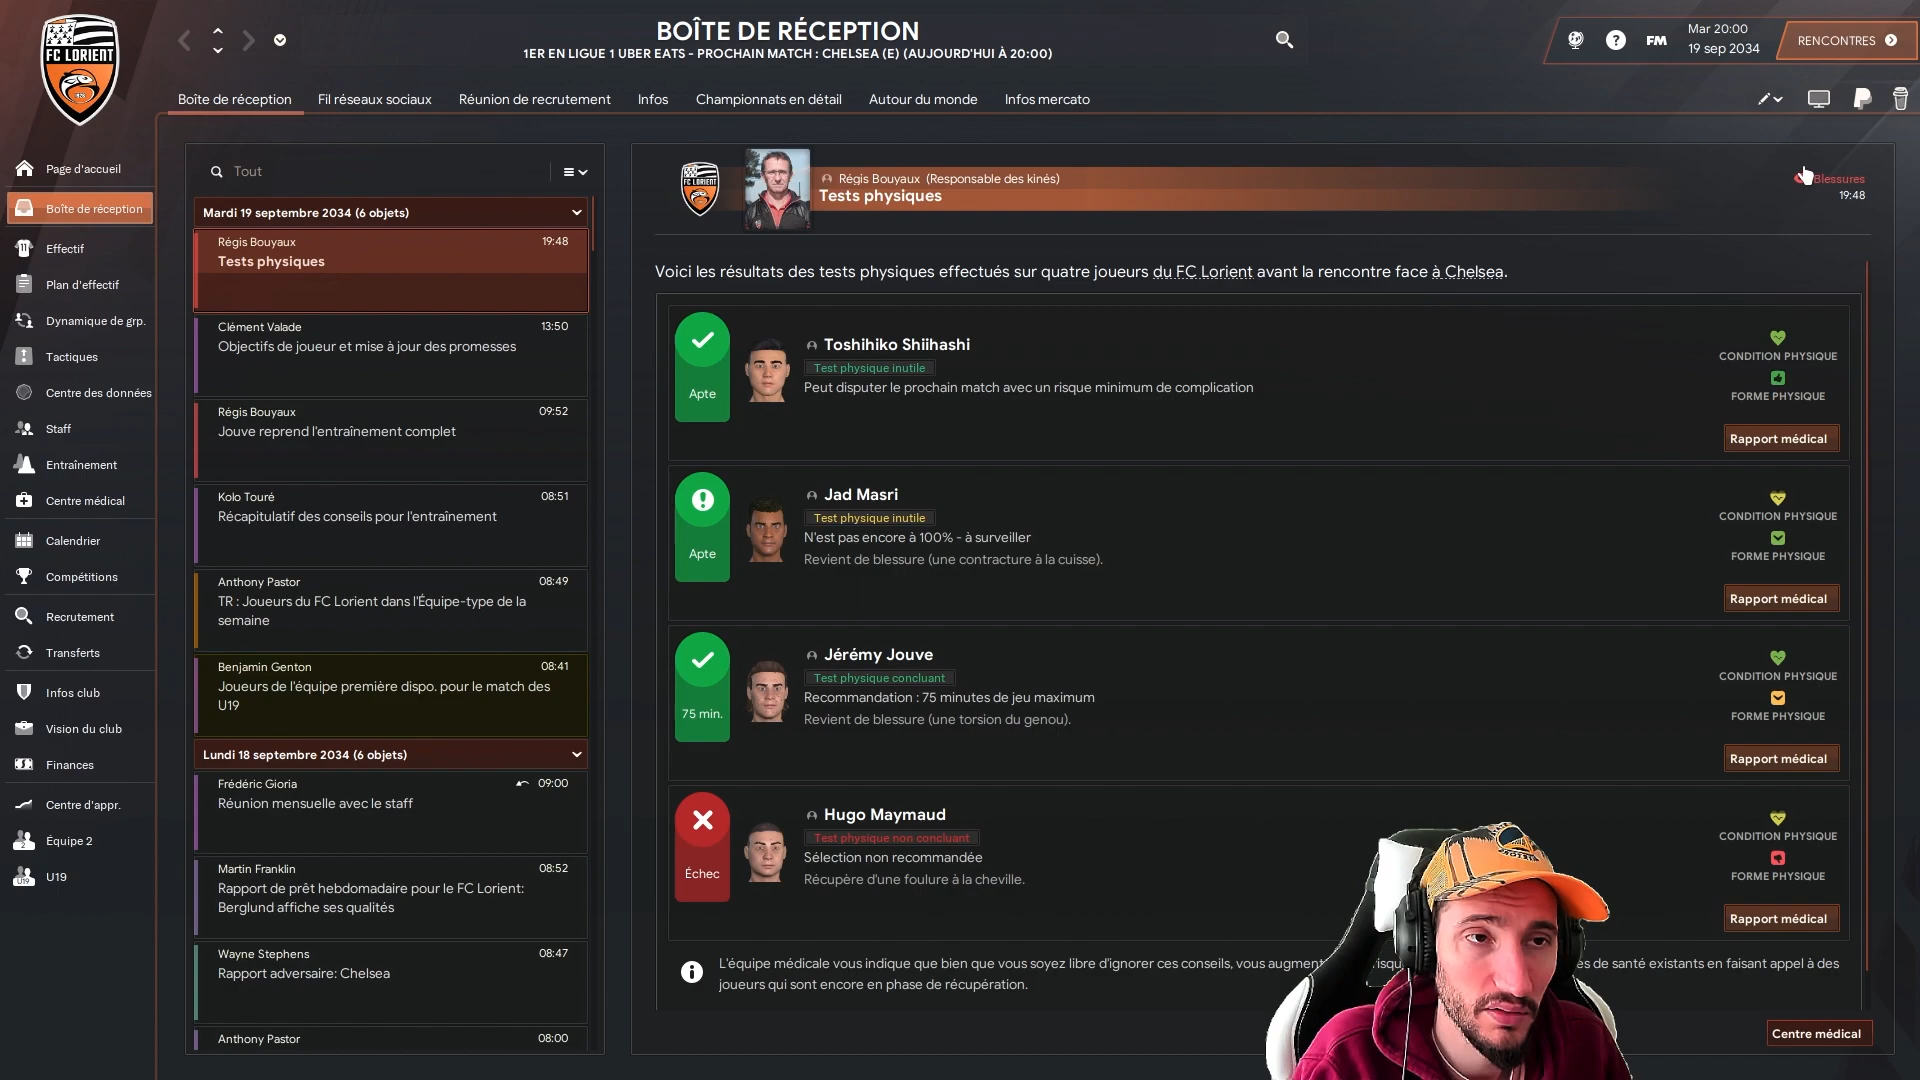 FC LORIENT
BOÎTE DE RÉCEPTION
1ER EN LIGUE 1 UBER EATS - PROCHAIN MATCH : CHELSEA (E) (AUJOURD'HUI À 20:00)
FM
Mar 20:00
19 sep 2034
RENCONTRES
Boîte de réception
Fil réseaux sociaux
Réunion de recrutement
Infos
Championnats en détail
Autour du monde
Infos mercato
Page d'accueil
Boîte de réception
Effectif
Plan d'effectif
Dynamique de grp.
Tactiques
Centre des données
Staff
Entraînement
Centre médical
Calendrier
Compétitions
Recrutement
Transferts
Infos club
Vision du club
Finances
Centre d'appr.
Équipe 2
U19
Tout
Mardi 19 septembre 2034 (6 objets)
Régis Bouyaux 19:48
Tests physiques
Clément Valade 13:50
Objectifs de joueur et mise à jour des promesses
Régis Bouyaux 09:52
Jouve reprend l'entraînement complet
Kolo Touré 08:51
Récapitulatif des conseils pour l'entraînement
Anthony Pastor 08:49
TR : Joueurs du FC Lorient dans l'Équipe-type de la
semaine
Benjamin Genton 08:41
Joueurs de l'équipe première dispo. pour le match des
U19
Lundi 18 septembre 2034 (6 objets)
Frédéric Gioria 09:00
Réunion mensuelle avec le staff
Martin Franklin 08:52
Rapport de prêt hebdomadaire pour le FC Lorient:
Berglund affiche ses qualités
Wayne Stephens 08:47
Rapport adversaire: Chelsea
Anthony Pastor 08:00
FC LORIENT
Régis Bouyaux (Responsable des kinés)
Tests physiques
Blessures
19:48
Voici les résultats des tests physiques effectués sur quatre joueurs du FC Lorient avant la rencontre face à Chelsea.
Apte
Toshihiko Shiihashi
Test physique inutile
Peut disputer le prochain match avec un risque minimum de complication
CONDITION PHYSIQUE
FORME PHYSIQUE
Rapport médical
Apte
Jad Masri
Test physique inutile
N'est pas encore à 100% - à surveiller
Revient de blessure (une contracture à la cuisse).
CONDITION PHYSIQUE
FORME PHYSIQUE
Rapport médical
75 min.
Jérémy Jouve
Test physique concluant
Recommandation : 75 minutes de jeu maximum
Revient de blessure (une torsion du genou).
CONDITION PHYSIQUE
FORME PHYSIQUE
Rapport médical
Échec
Hugo Maymaud
Test physique non concluant
Sélection non recommandée
Récupère d'une foulure à la cheville.
CONDITION PHYSIQUE
FORME PHYSIQUE
Rapport médical
L'équipe médicale vous indique que bien que vous soyez libre d'ignorer ces conseils, vous de santé existants en faisant appel à des
joueurs qui sont encore en phase de récupération.
Centre médical